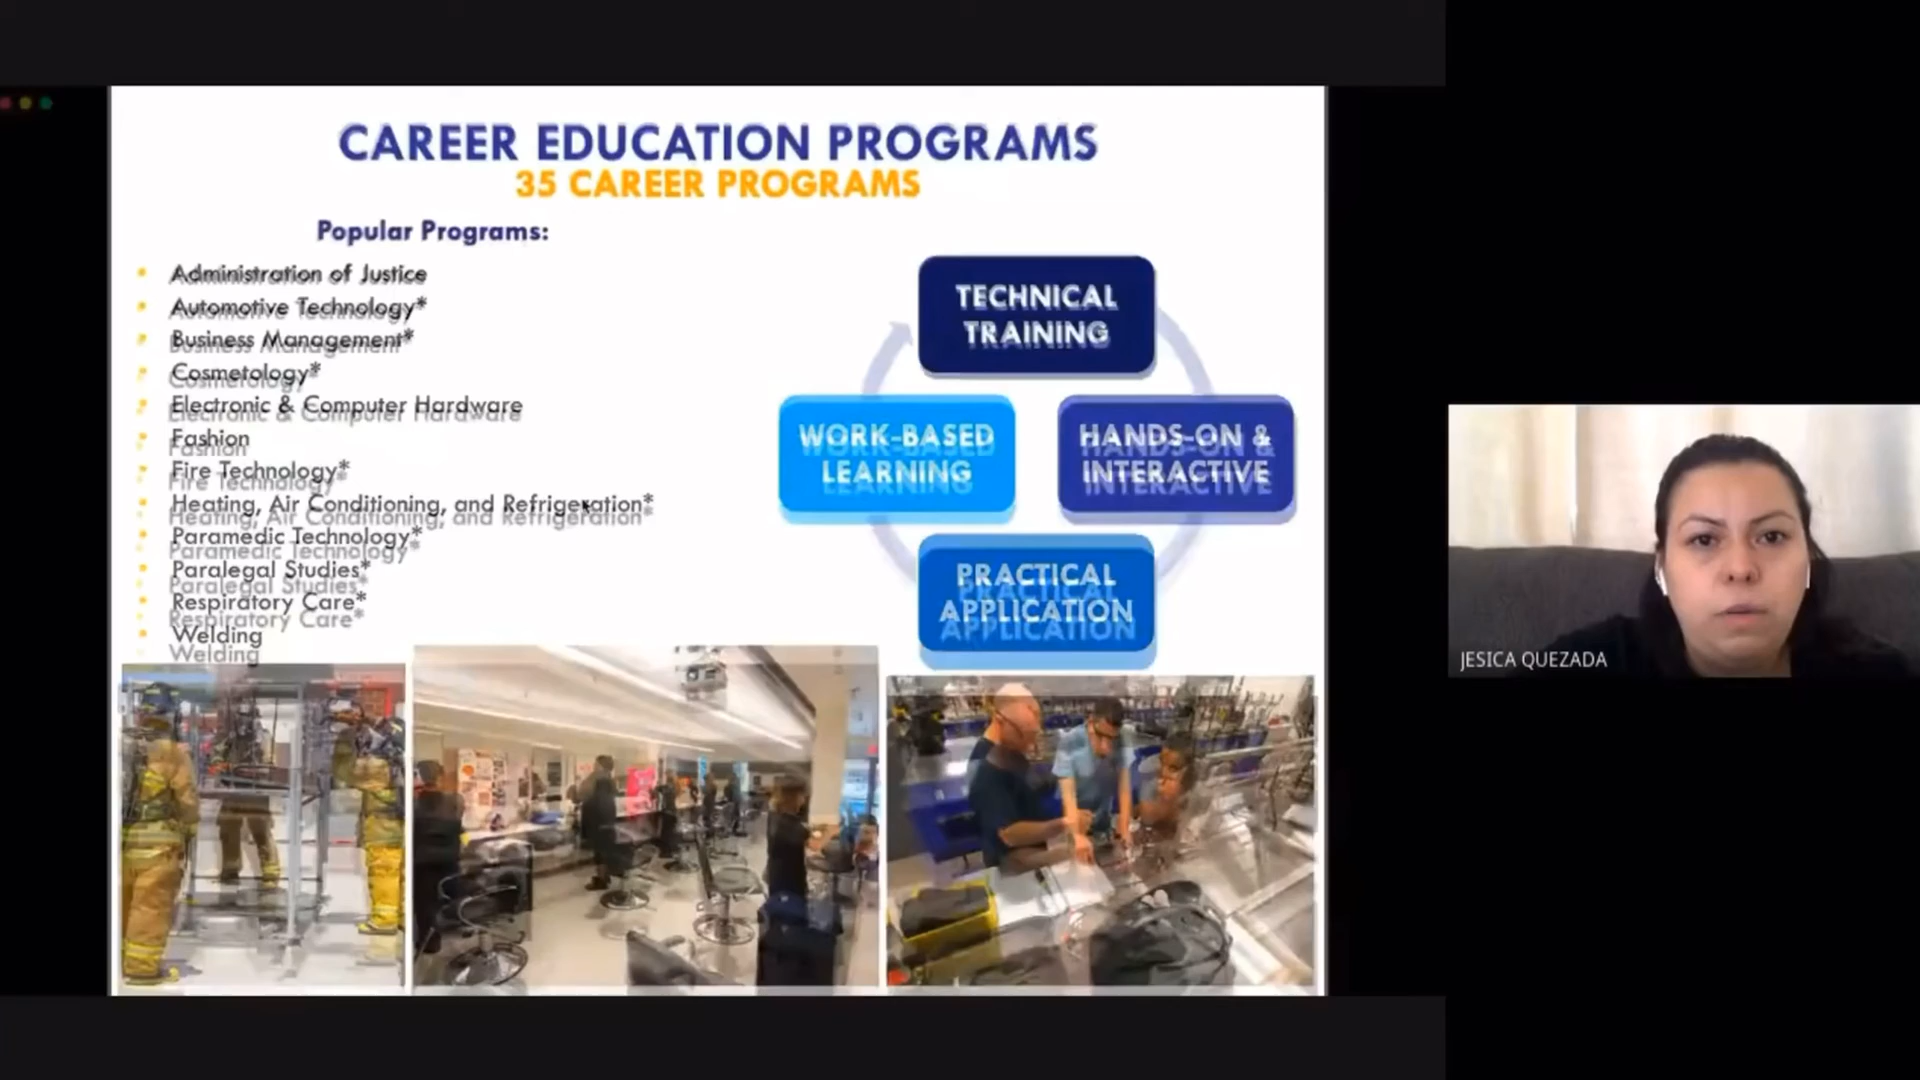 CAREER EDUCATION PROGRAMS
35 CAREER PROGRAMS
Popular Programs:
Administration of Justice
Automotive Technology*
Business Management*
Cosmetology*
Electronic & Computer Hardware
Fashion
Fire Technology*
Heating, Air Conditioning, and Refrigeration*
Paramedic Technology*
Paralegal Studies*
Respiratory Care*
Welding
TECHNICAL
TRAINING
WORK-BASED
LEARNING
HANDS-ON &
INTERACTIVE
PRACTICAL
APPLICATION
JESICA QUEZADA